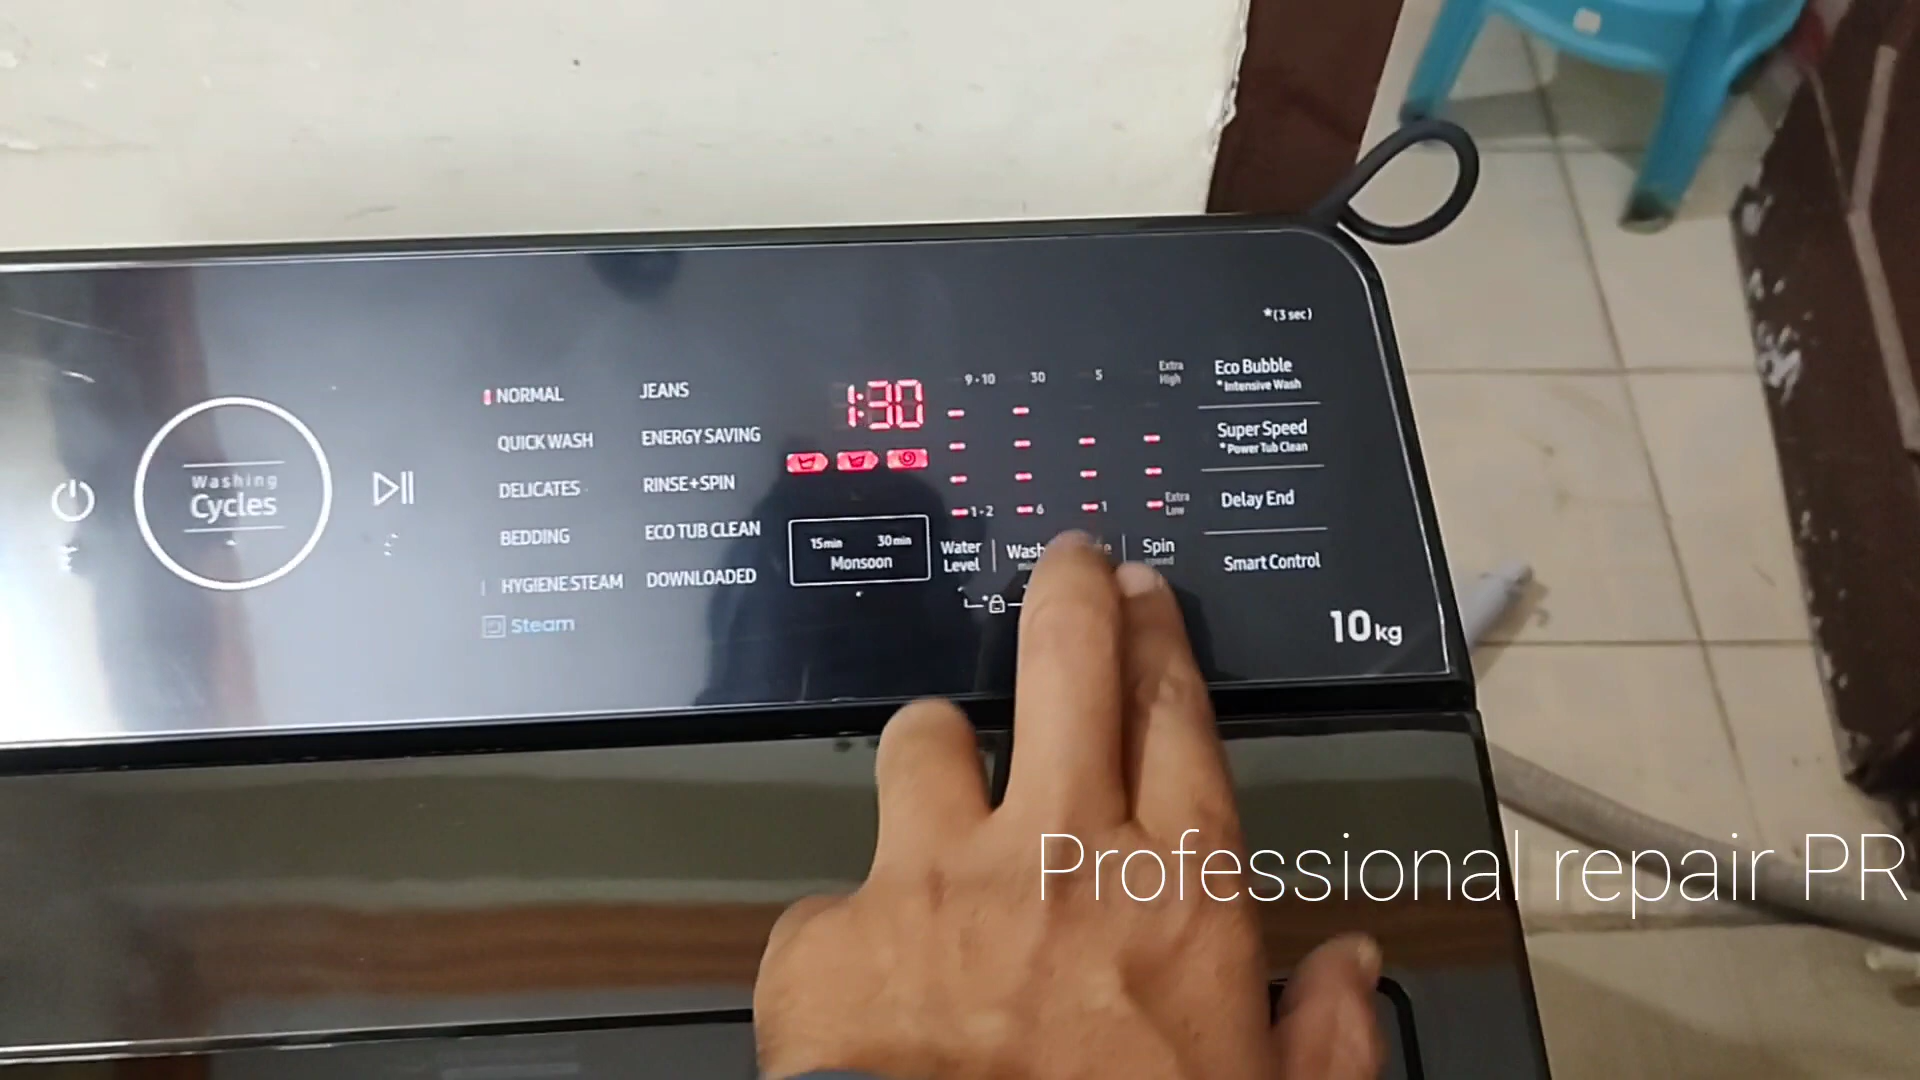 *(3 sec)
Washing
Cycles
NORMAL
QUICK WASH
DELICATES
BEDDING
HYGIENE STEAM
Steam
JEANS
ENERGY SAVING
RINSE+SPIN
ECO TUB CLEAN
DOWNLOADED
1:30
15min 30min
Monsoon
9-10 30 5 Extra High
1-2 6 1 Extra Low
Water Level
Wash
Spin
speed
Eco Bubble
*Intensive Wash
Super Speed
*Power Tub Clean
Delay End
Smart Control
10kg
Professional repair PR